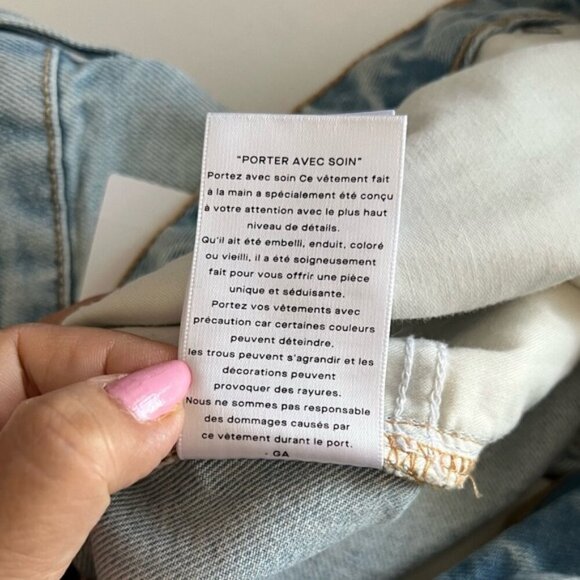 "PORTER AVEC SOIN"
Portez avec soin Ce vêtement fait
à la main a spécialement été conçu
à votre attention avec le plus haut
niveau de détails.
Qu'il ait été embelli, enduit, coloré
ou vieilli, il a été soigneusement
fait pour vous offrir une pièce
unique et séduisante.
Portez vos vêtements avec
précaution car certaines couleurs
peuvent déteindre.
les trous peuvent s'agrandir et les
décorations peuvent
provoquer des rayures.
Nous ne sommes pas responsable
des dommages causés par
ce vêtement durant le port.
- GA